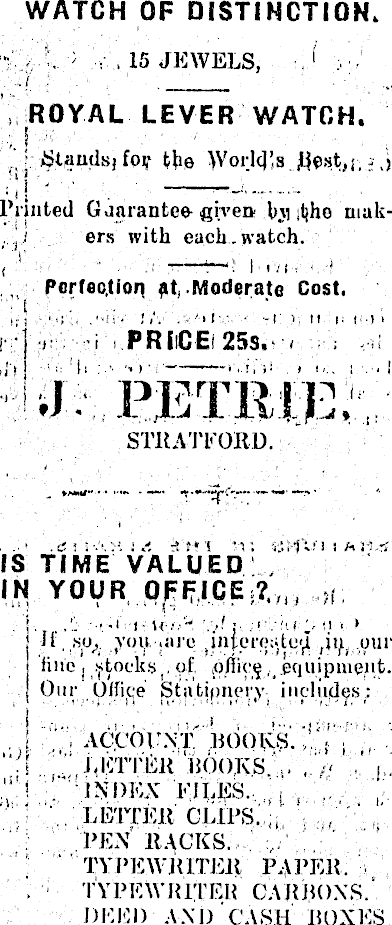 WATCH OF DISTINCTION.
15 JEWELS,
ROYAL LEVER WATCH.
Stands for the World's Best.
Printed Guarantee given by the mak-
ers with each watch.
Perfection at Moderate Cost.
PRICE 25s.
J. PETRIE,
STRATFORD.
IS TIME VALUED
IN YOUR OFFICE?
If so, you are interested in our
fine stocks of office equipment.
Our Office Stationery includes:
ACCOUNT BOOKS.
LETTER BOOKS.
INDEX FILES.
LETTER CLIPS.
PEN RACKS.
TYPEWRITER PAPER.
TYPEWRITER CARBONS.
DEED AND CASH BOXES